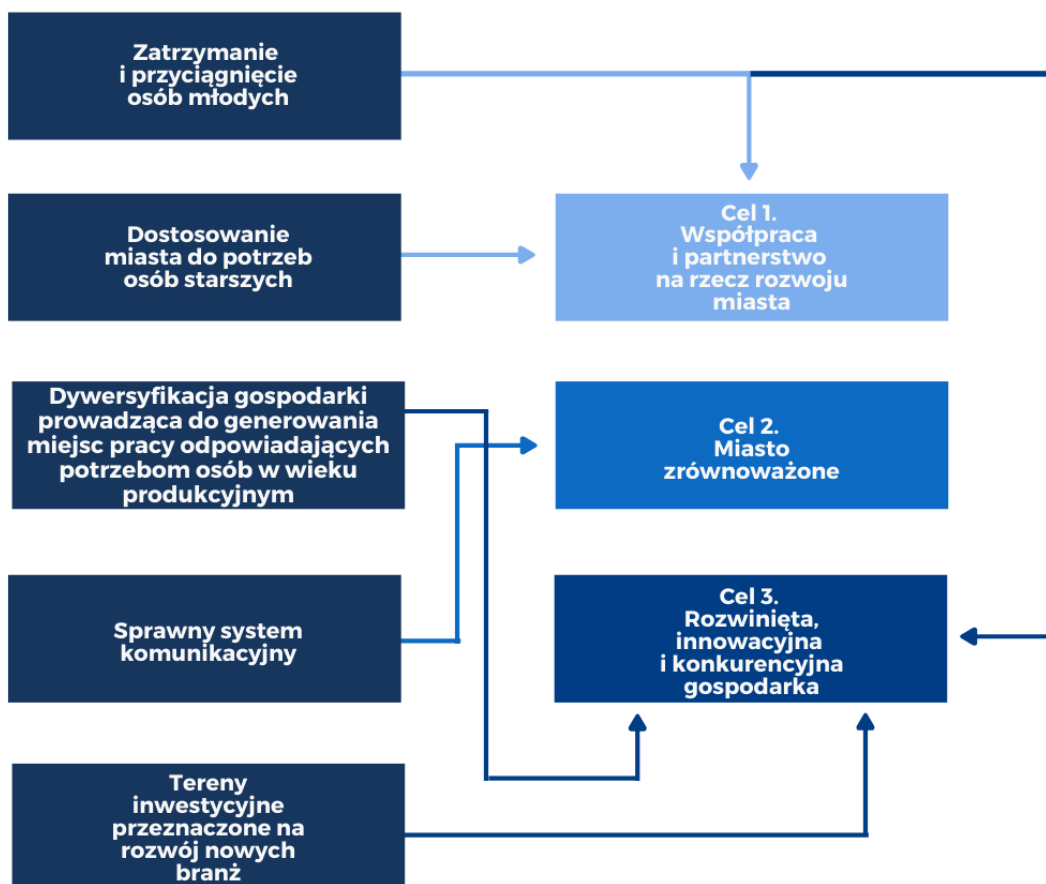 Zatrzymanie
i przyciągnięcie
osób młodych
Dostosowanie
miasta do potrzeb
osób starszych
Cel 1.
Współpraca
i partnerstwo
na rzecz rozwoju
miasta
Dywersyfikacja gospodarki
prowadząca do generowania
miejsc pracy odpowiadających
potrzebom osób w wieku
produkcyjnym
Cel 2.
Miasto
zrównoważone
Sprawny system
komunikacyjny
Cel 3.
Rozwinięta,
innowacyjna
i konkurencyjna
gospodarka
Tereny
inwestycyjne
przeznaczone na
rozwój nowych
branż